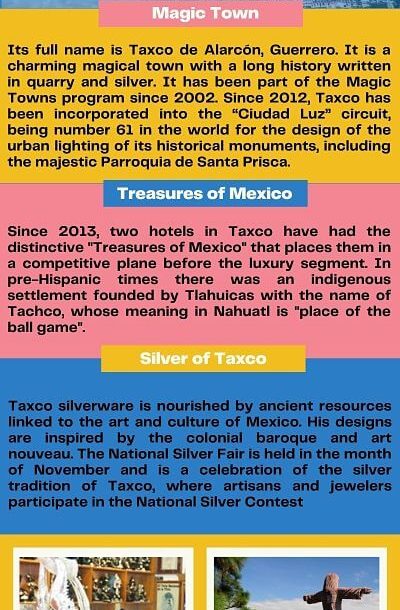 Magic Town
Its full name is Taxco de Alarcón, Guerrero. It is a
charming magical town with a long history written
in quarry and silver. It has been part of the Magic
Towns program since 2002. Since 2012, Taxco has
been incorporated into the “Ciudad Luz” circuit,
being number 61 in the world for the design of the
urban lighting of its historical monuments, including
the majestic Parroquia de Santa Prisca.
Treasures of Mexico
Since 2013, two hotels in Taxco have had the
distinctive "Treasures of Mexico" that places them in
a competitive plane before the luxury segment. In
pre-Hispanic times there was an indigenous
settlement founded by Tlahuicas with the name of
Tachco, whose meaning in Nahuatl is "place of the
ball game".
Silver of Taxco
Taxco silverware is nourished by ancient resources
linked to the art and culture of Mexico. His designs
are inspired by the colonial baroque and art
nouveau. The National Silver Fair is held in the month
of November and is a celebration of the silver
tradition of Taxco, where artisans and jewelers
participate in the National Silver Contest